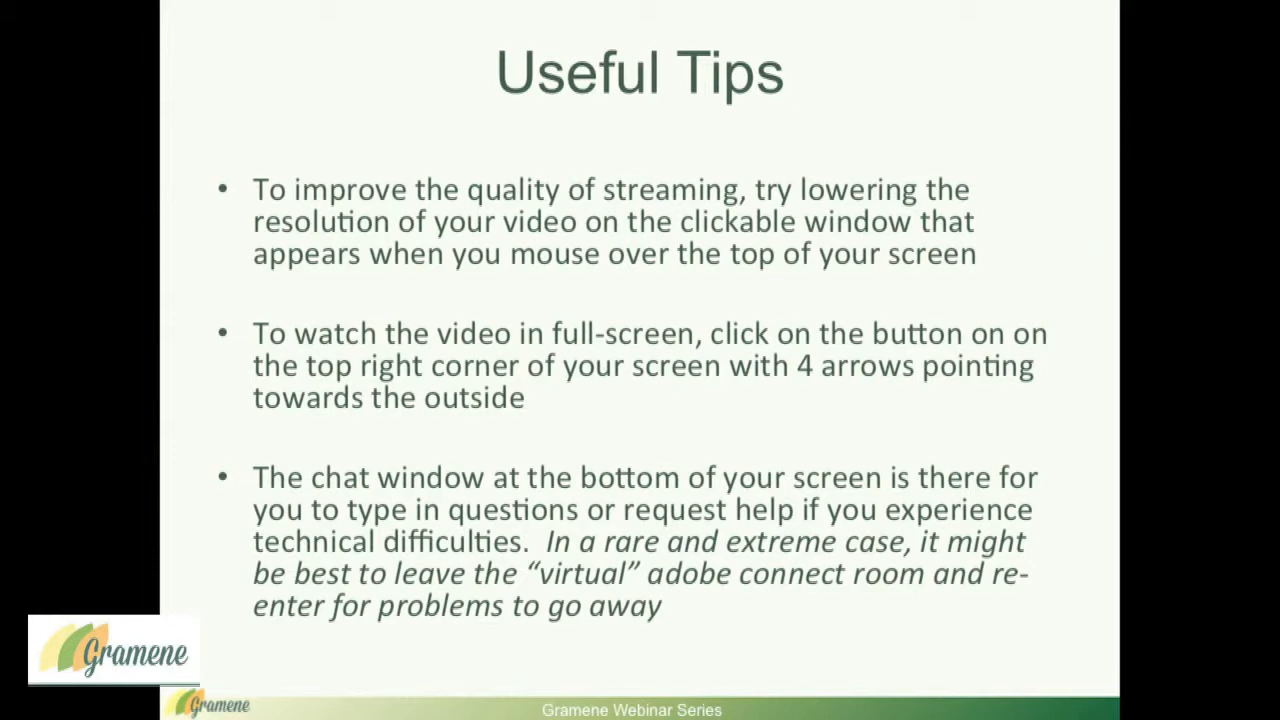 Useful Tips
• To improve the quality of streaming, try lowering the
resolution of your video on the clickable window that
appears when you mouse over the top of your screen
• To watch the video in full-screen, click on the button on on
the top right corner of your screen with 4 arrows pointing
towards the outside
• The chat window at the bottom of your screen is there for
you to type in questions or request help if you experience
technical difficulties. In a rare and extreme case, it might
be best to leave the “virtual” adobe connect room and re-
enter for problems to go away
Gramene
Gramene
Gramene Webinar Series